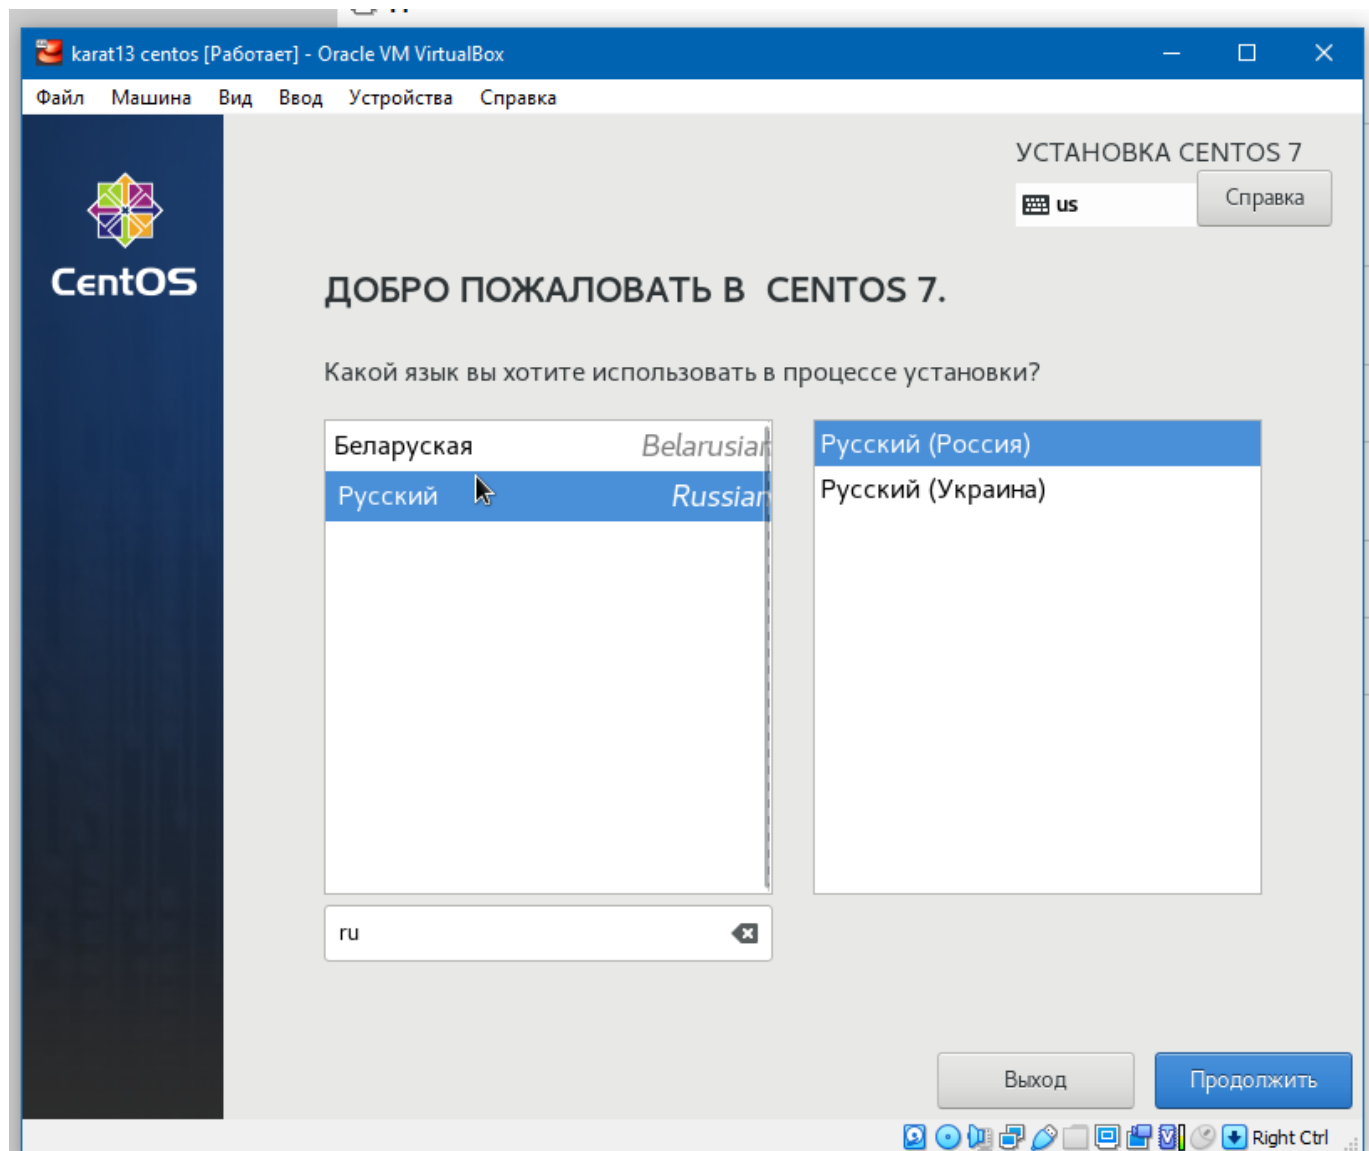 karat13 centos [Работает] - Oracle VM VirtualBox
Файл Машина Вид Ввод Устройства Справка
УСТАНОВКА CENTOS 7
us Справка
CentOS
ДОБРО ПОЖАЛОВАТЬ В CENTOS 7.
Какой язык вы хотите использовать в процессе установки?
Беларуская Belarusian
Русский Russian
Русский (Россия)
Русский (Украина)
ru
Выход Продолжить
Right Ctrl